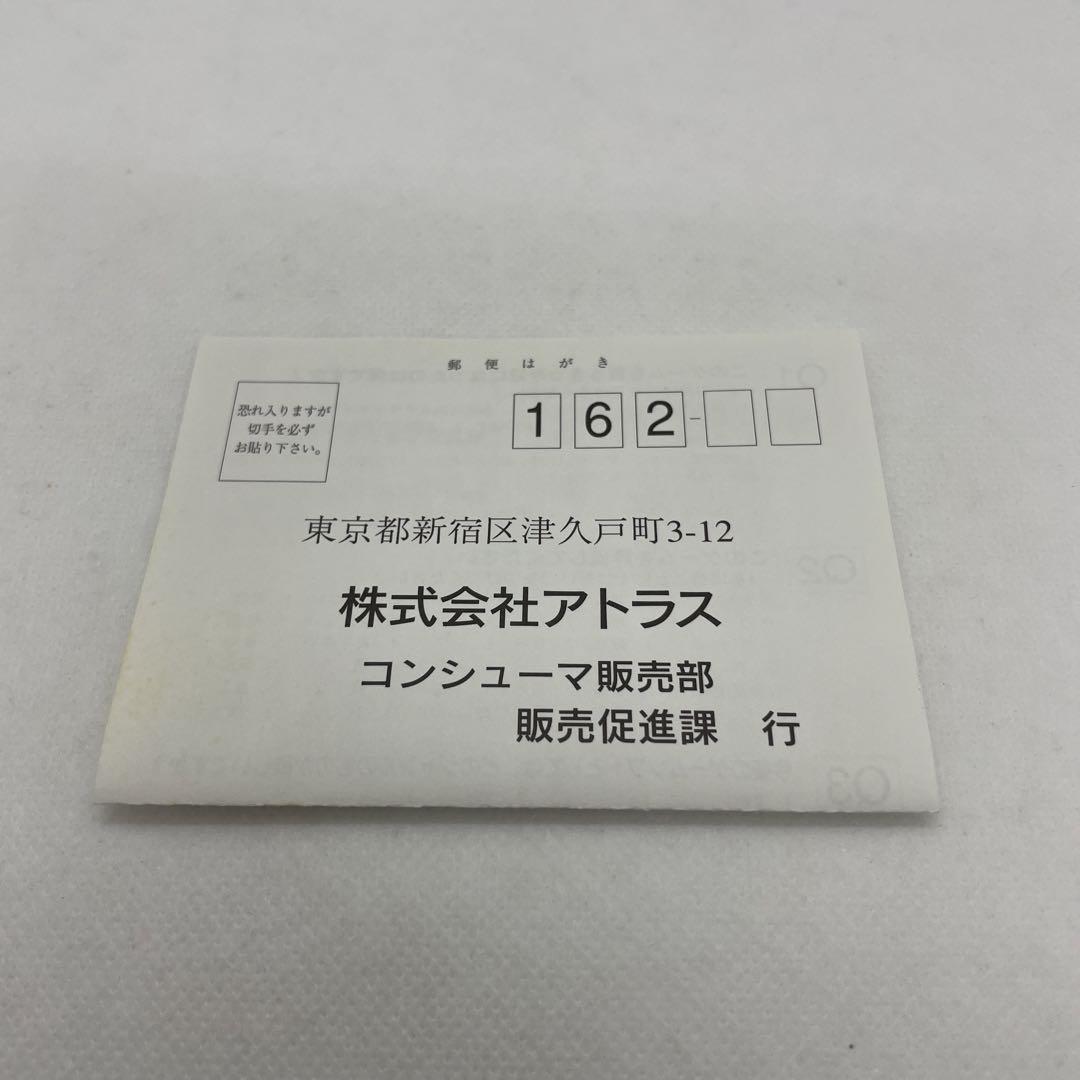 郵便はがき
恐れ入りますが
切手を必ず
お貼り下さい。
162-
東京都新宿区津久戸町3-12
株式会社アトラス
コンシューマ販売部
販売促進課 行
Q1
Q2
Q3